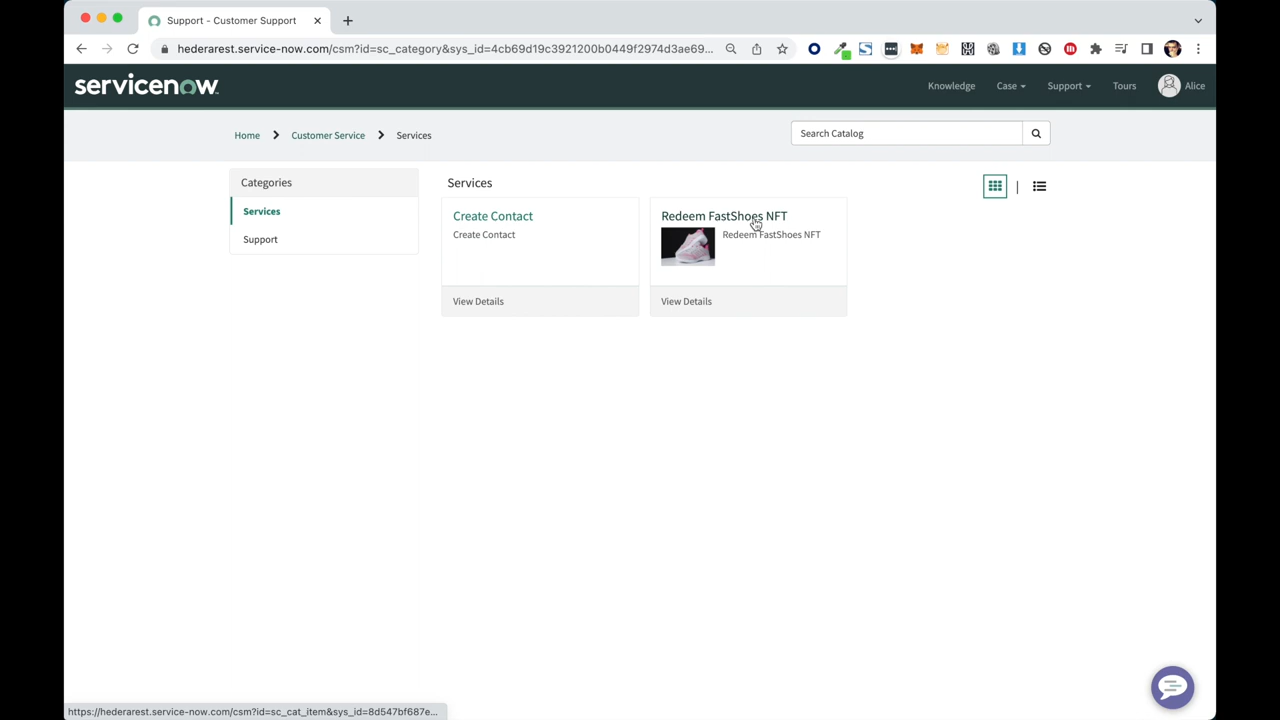 Support - Customer Support
hederarest.service-now.com/csm?id=sc_category&sys_id=4cb69d19c3921200b0449f2974d3ae69...
servicenow
Knowledge
Case
Support
Tours
Alice
Home
Customer Service
Services
Search Catalog
Categories
Services
Support
Services
Create Contact
Create Contact
View Details
Redeem FastShoes NFT
Redeem FastShoes NFT
View Details
https://hederarest.service-now.com/csm?id=sc_cat_item&sys_id=8d547bf687e...